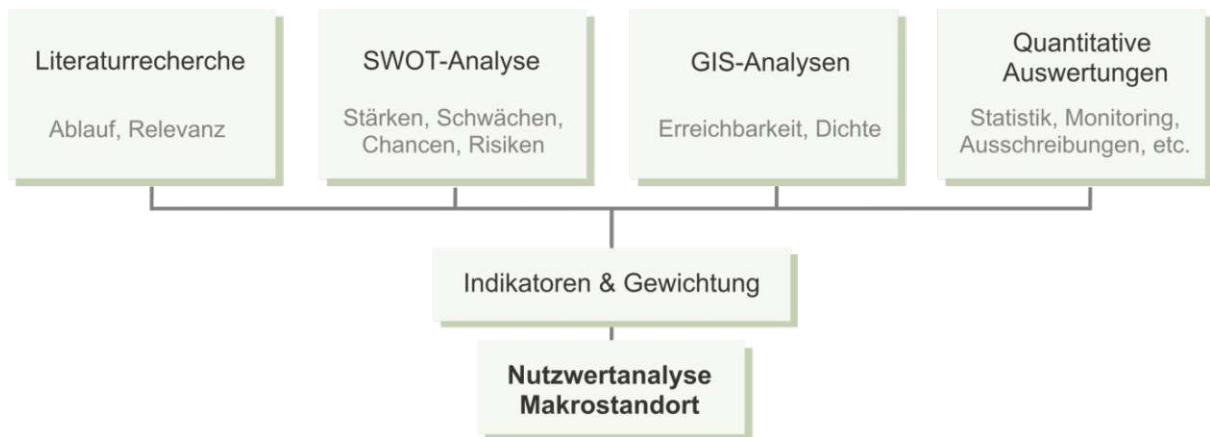 Literaturrecherche
Ablauf, Relevanz
SWOT-Analyse
Stärken, Schwächen,
Chancen, Risiken
GIS-Analysen
Erreichbarkeit, Dichte
Quantitative
Auswertungen
Statistik, Monitoring,
Ausschreibungen, etc.
Indikatoren & Gewichtung
Nutzwertanalyse
Makrostandort